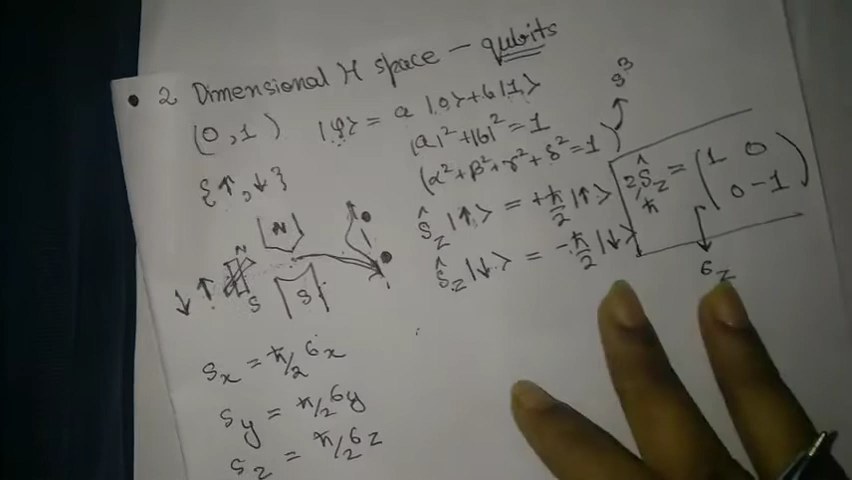 • 2 Dimensional H space – qubits
(0,1) |φ> = a |0> + b |1>
|a|² + |b|² = 1
(α² + β² + γ² + δ² = 1) S³
{↑,↓}
Ŝz |↑> = +ħ/2 |↑>
Ŝz |↓> = -ħ/2 |↓>
2Ŝz/ħ = (1 0
0 -1)
σz
N
N
S
S
Sx = ħ/2 σx
Sy = ħ/2 σy
Sz = ħ/2 σz